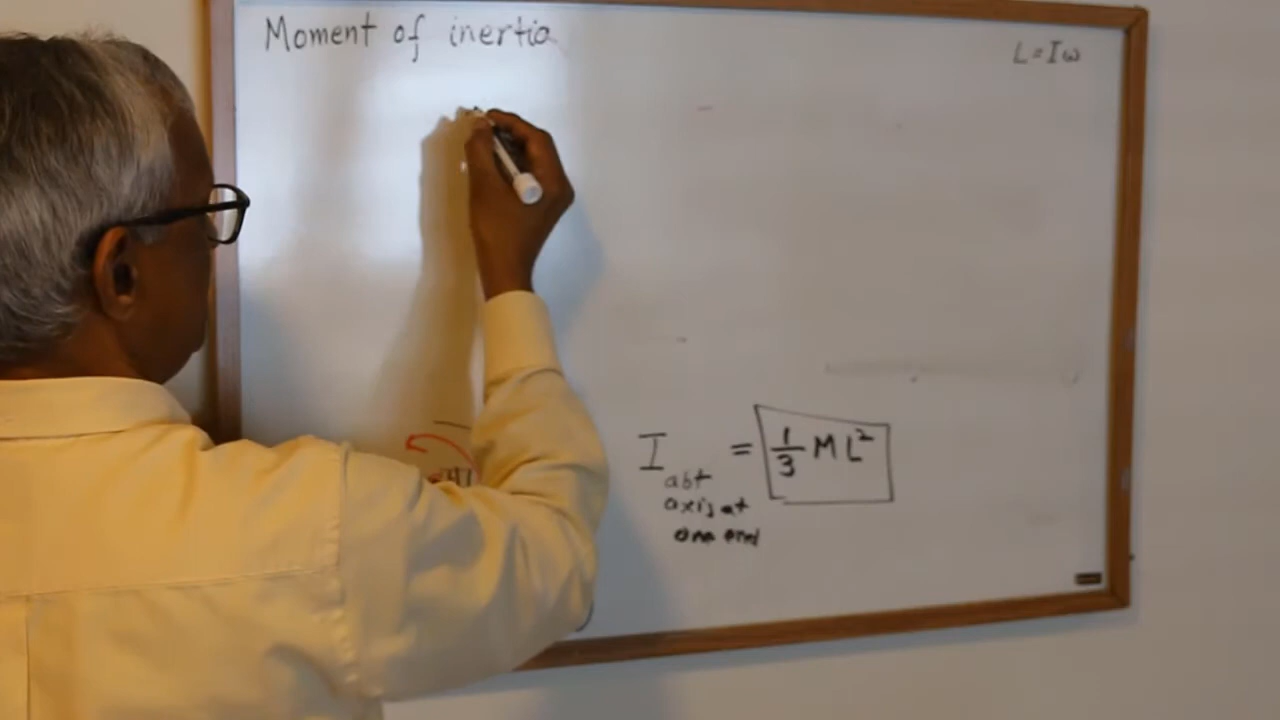 Moment of inertia
L = Iω
I = 1/3 M L²
abt
axis at
one end